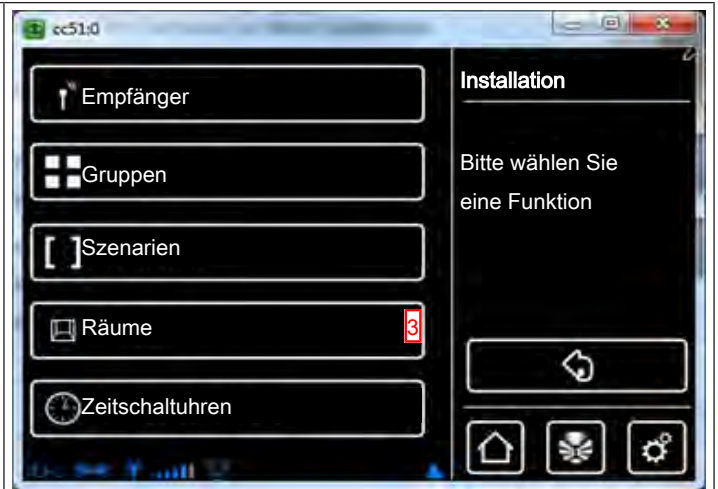 cc51;0
Empfänger
Gruppen
Szenarien
Räume 3
Zeitschaltuhren
Installation
Bitte wählen Sie
eine Funktion